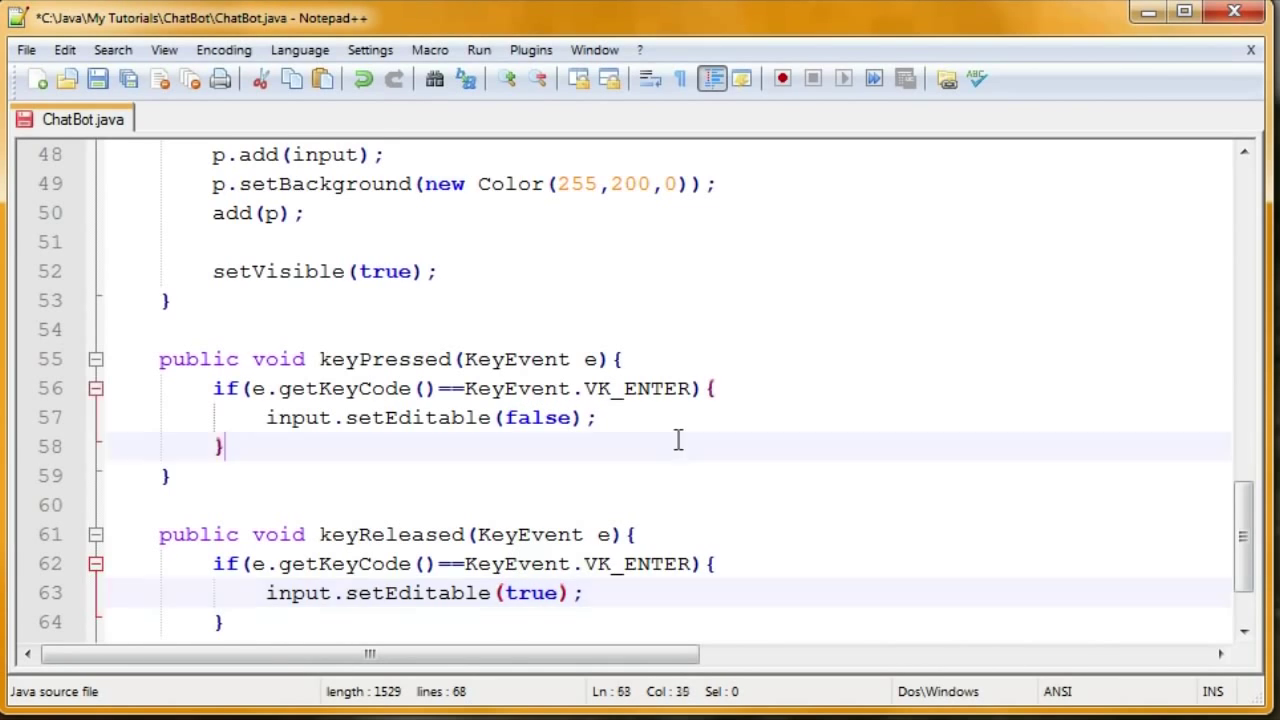 *C:\Java\My Tutorials\ChatBot\ChatBot.java - Notepad++
File Edit Search View Encoding Language Settings Macro Run Plugins Window ? X
ABC
ChatBot.java
48 p.add(input);
49 p.setBackground(new Color(255,200,0));
50 add(p);
51
52 setVisible(true);
53 }
54
55 public void keyPressed(KeyEvent e){
56 if(e.getKeyCode()==KeyEvent.VK_ENTER){
57 input.setEditable(false);
58 }
59 }
60
61 public void keyReleased(KeyEvent e){
62 if(e.getKeyCode()==KeyEvent.VK_ENTER){
63 input.setEditable(true);
64 }
Java source file length : 1529 lines : 68 Ln : 63 Col : 35 Sel : 0 Dos\Windows ANSI INS